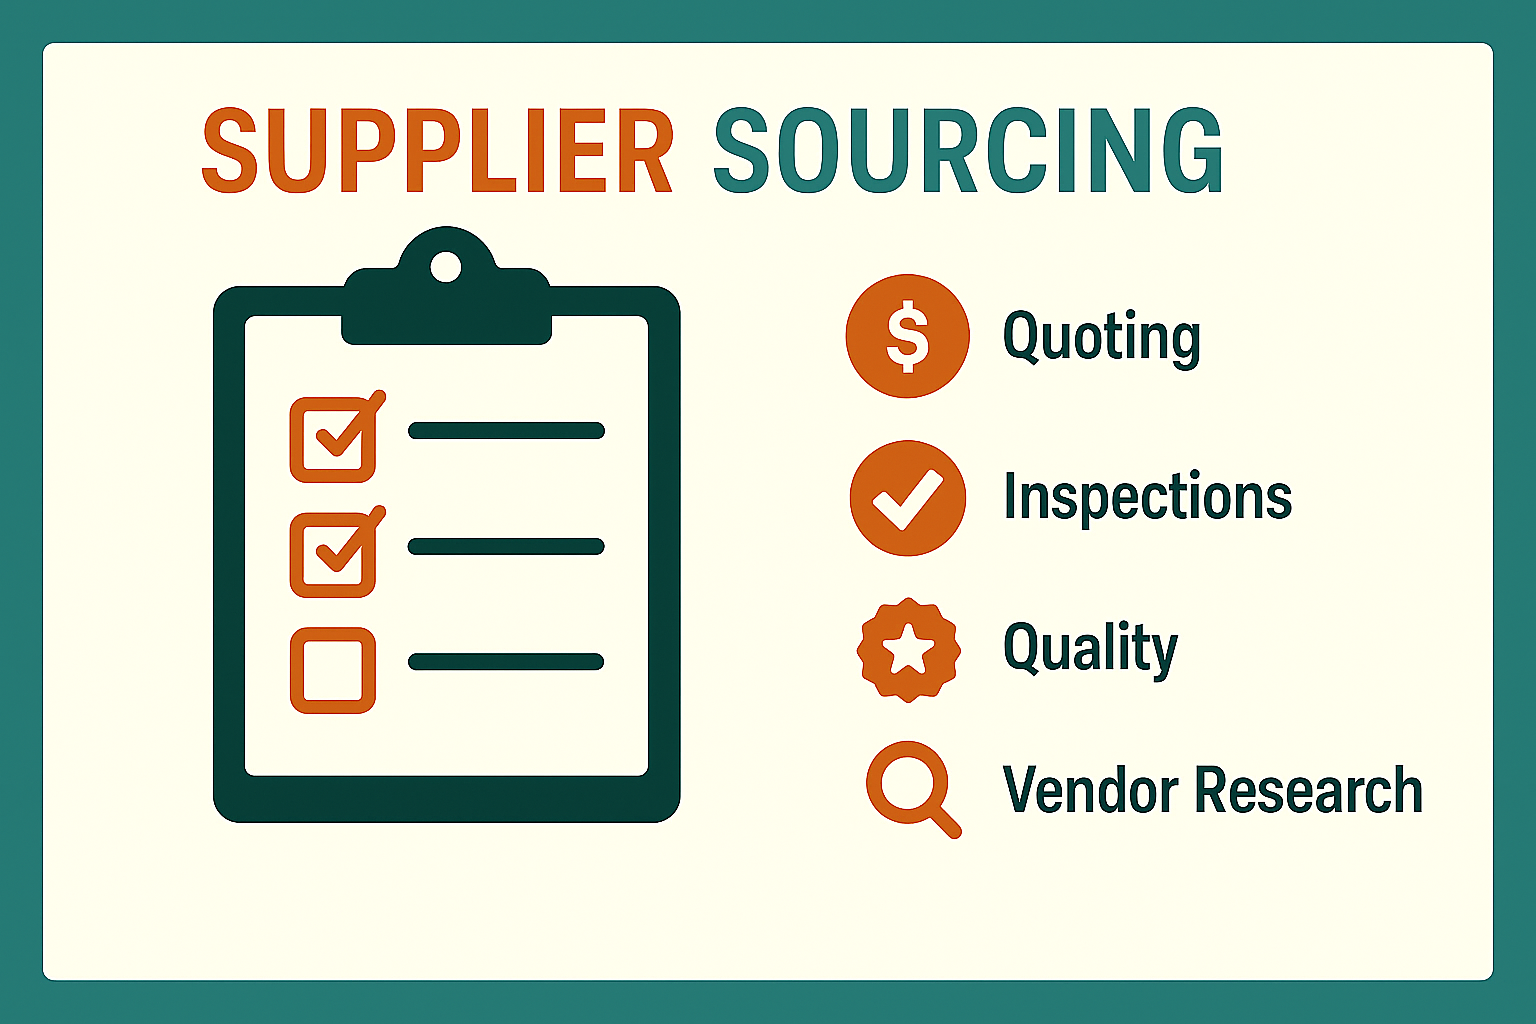 SUPPLIER SOURCING
$
Quoting
Inspections
Quality
Vendor Research